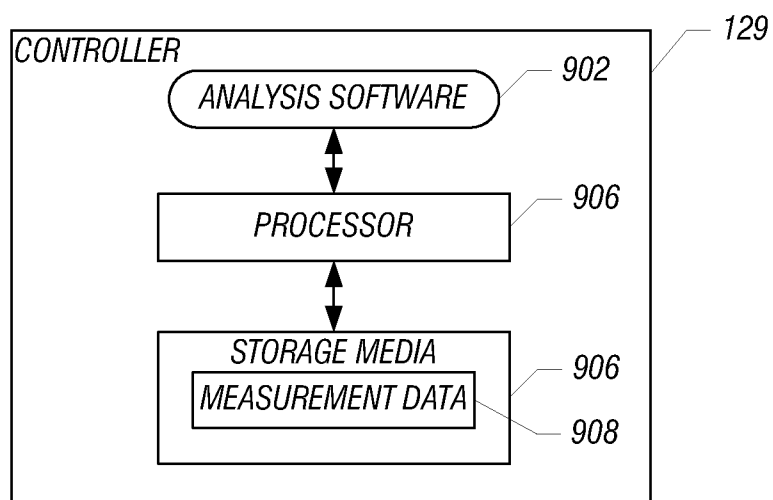 129
CONTROLLER
ANALYSIS SOFTWARE
902
PROCESSOR
906
STORAGE MEDIA
906
MEASUREMENT DATA
908